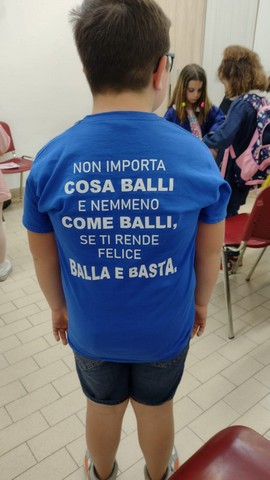 NON IMPORTA
COSA BALLI
E NEMMENO
COME BALLI,
SE TI RENDE
FELICE
BALLA E BASTA.